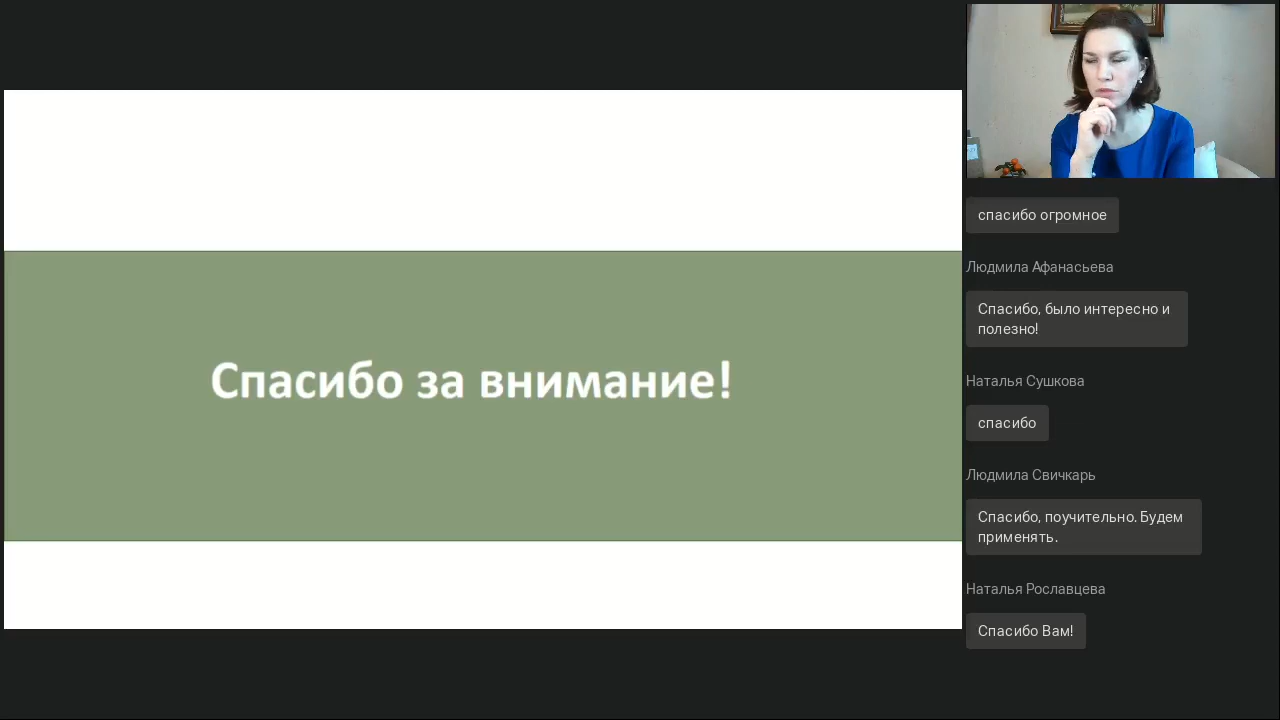 Спасибо за внимание!
спасибо огромное
Людмила Афанасьева
Спасибо, было интересно и
полезно!
Наталья Сушкова
спасибо
Людмила Свичкарь
Спасибо, поучительно. Будем
применять.
Наталья Рославцева
Спасибо Вам!